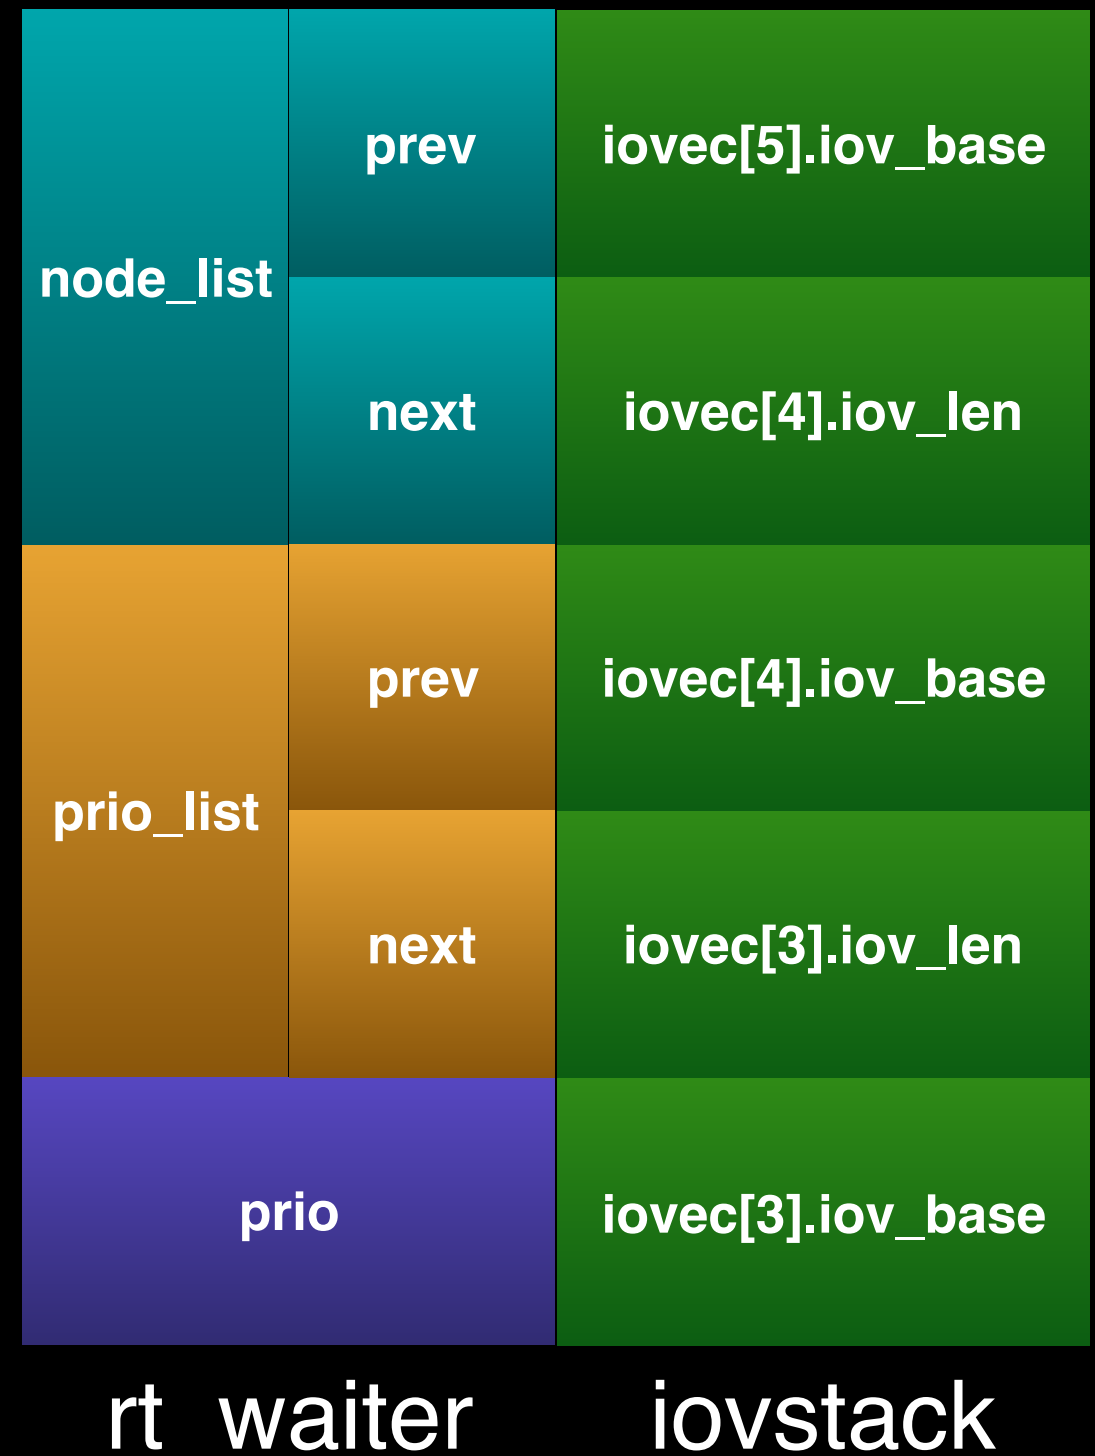 prev iovec[5].iov_base
node_list
next iovec[4].iov_len
prev iovec[4].iov_base
prio_list
next iovec[3].iov_len
prio iovec[3].iov_base
rt_waiter iovstack